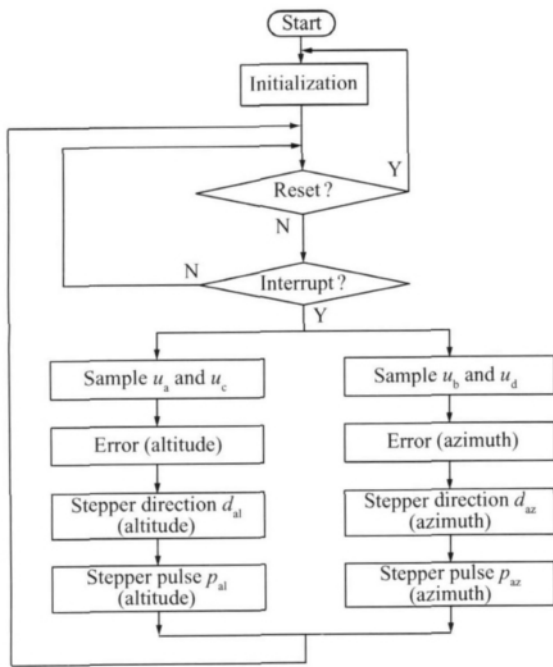 Start
Initialization
Y
Reset?
N
N
Interrupt?
Y
Sample u_a and u_c
Sample u_b and u_d
Error (altitude)
Error (azimuth)
Stepper direction d_al
(altitude)
Stepper direction d_az
(azimuth)
Stepper pulse p_al
(altitude)
Stepper pulse p_az
(azimuth)